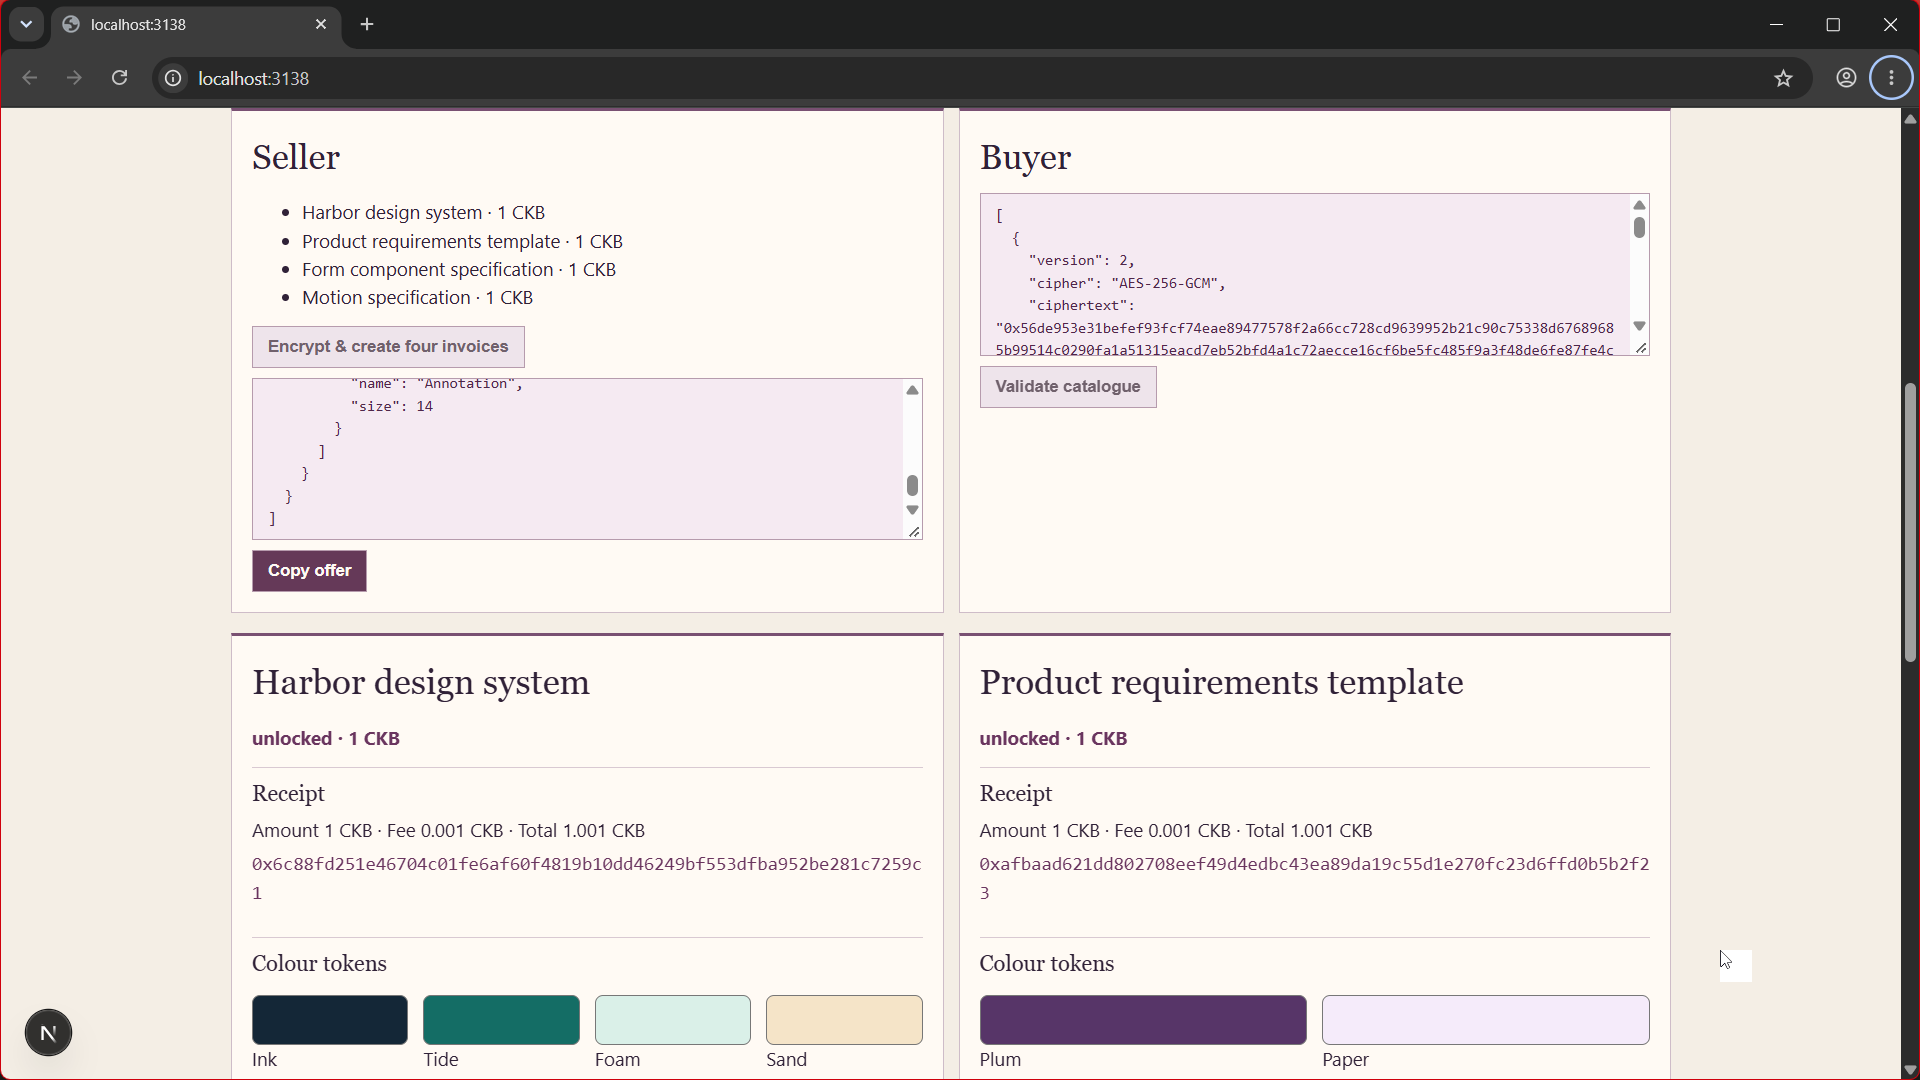 localhost:3138
localhost:3138
Seller
• Harbor design system · 1 CKB
• Product requirements template · 1 CKB
• Form component specification · 1 CKB
• Motion specification · 1 CKB
Encrypt & create four invoices
"name": "Annotation",
"size": 14
}
]
}
}
]
Copy offer
Buyer
[
{
"version": 2,
"cipher": "AES-256-GCM",
"ciphertext":
"0x56de953e31befef93fcf74eae89477578f2a66cc728cd9639952b21c90c75338d6768968
5b99514c0290fa1a51315eacd7eb52bfd4a1c72aecce16cf6be5fc485f9a3f48de6fe87fe4c
Validate catalogue
Harbor design system
unlocked · 1 CKB
Receipt
Amount 1 CKB · Fee 0.001 CKB · Total 1.001 CKB
0x6c88fd251e46704c01fe6af60f4819b10dd46249bf553dfba952be281c7259c
1
Colour tokens
Ink
Tide
Foam
Sand
Product requirements template
unlocked · 1 CKB
Receipt
Amount 1 CKB · Fee 0.001 CKB · Total 1.001 CKB
0xafbaad621dd802708eef49d4edbc43ea89da19c55d1e270fc23d6ffd0b5b2f2
3
Colour tokens
Plum
Paper
N